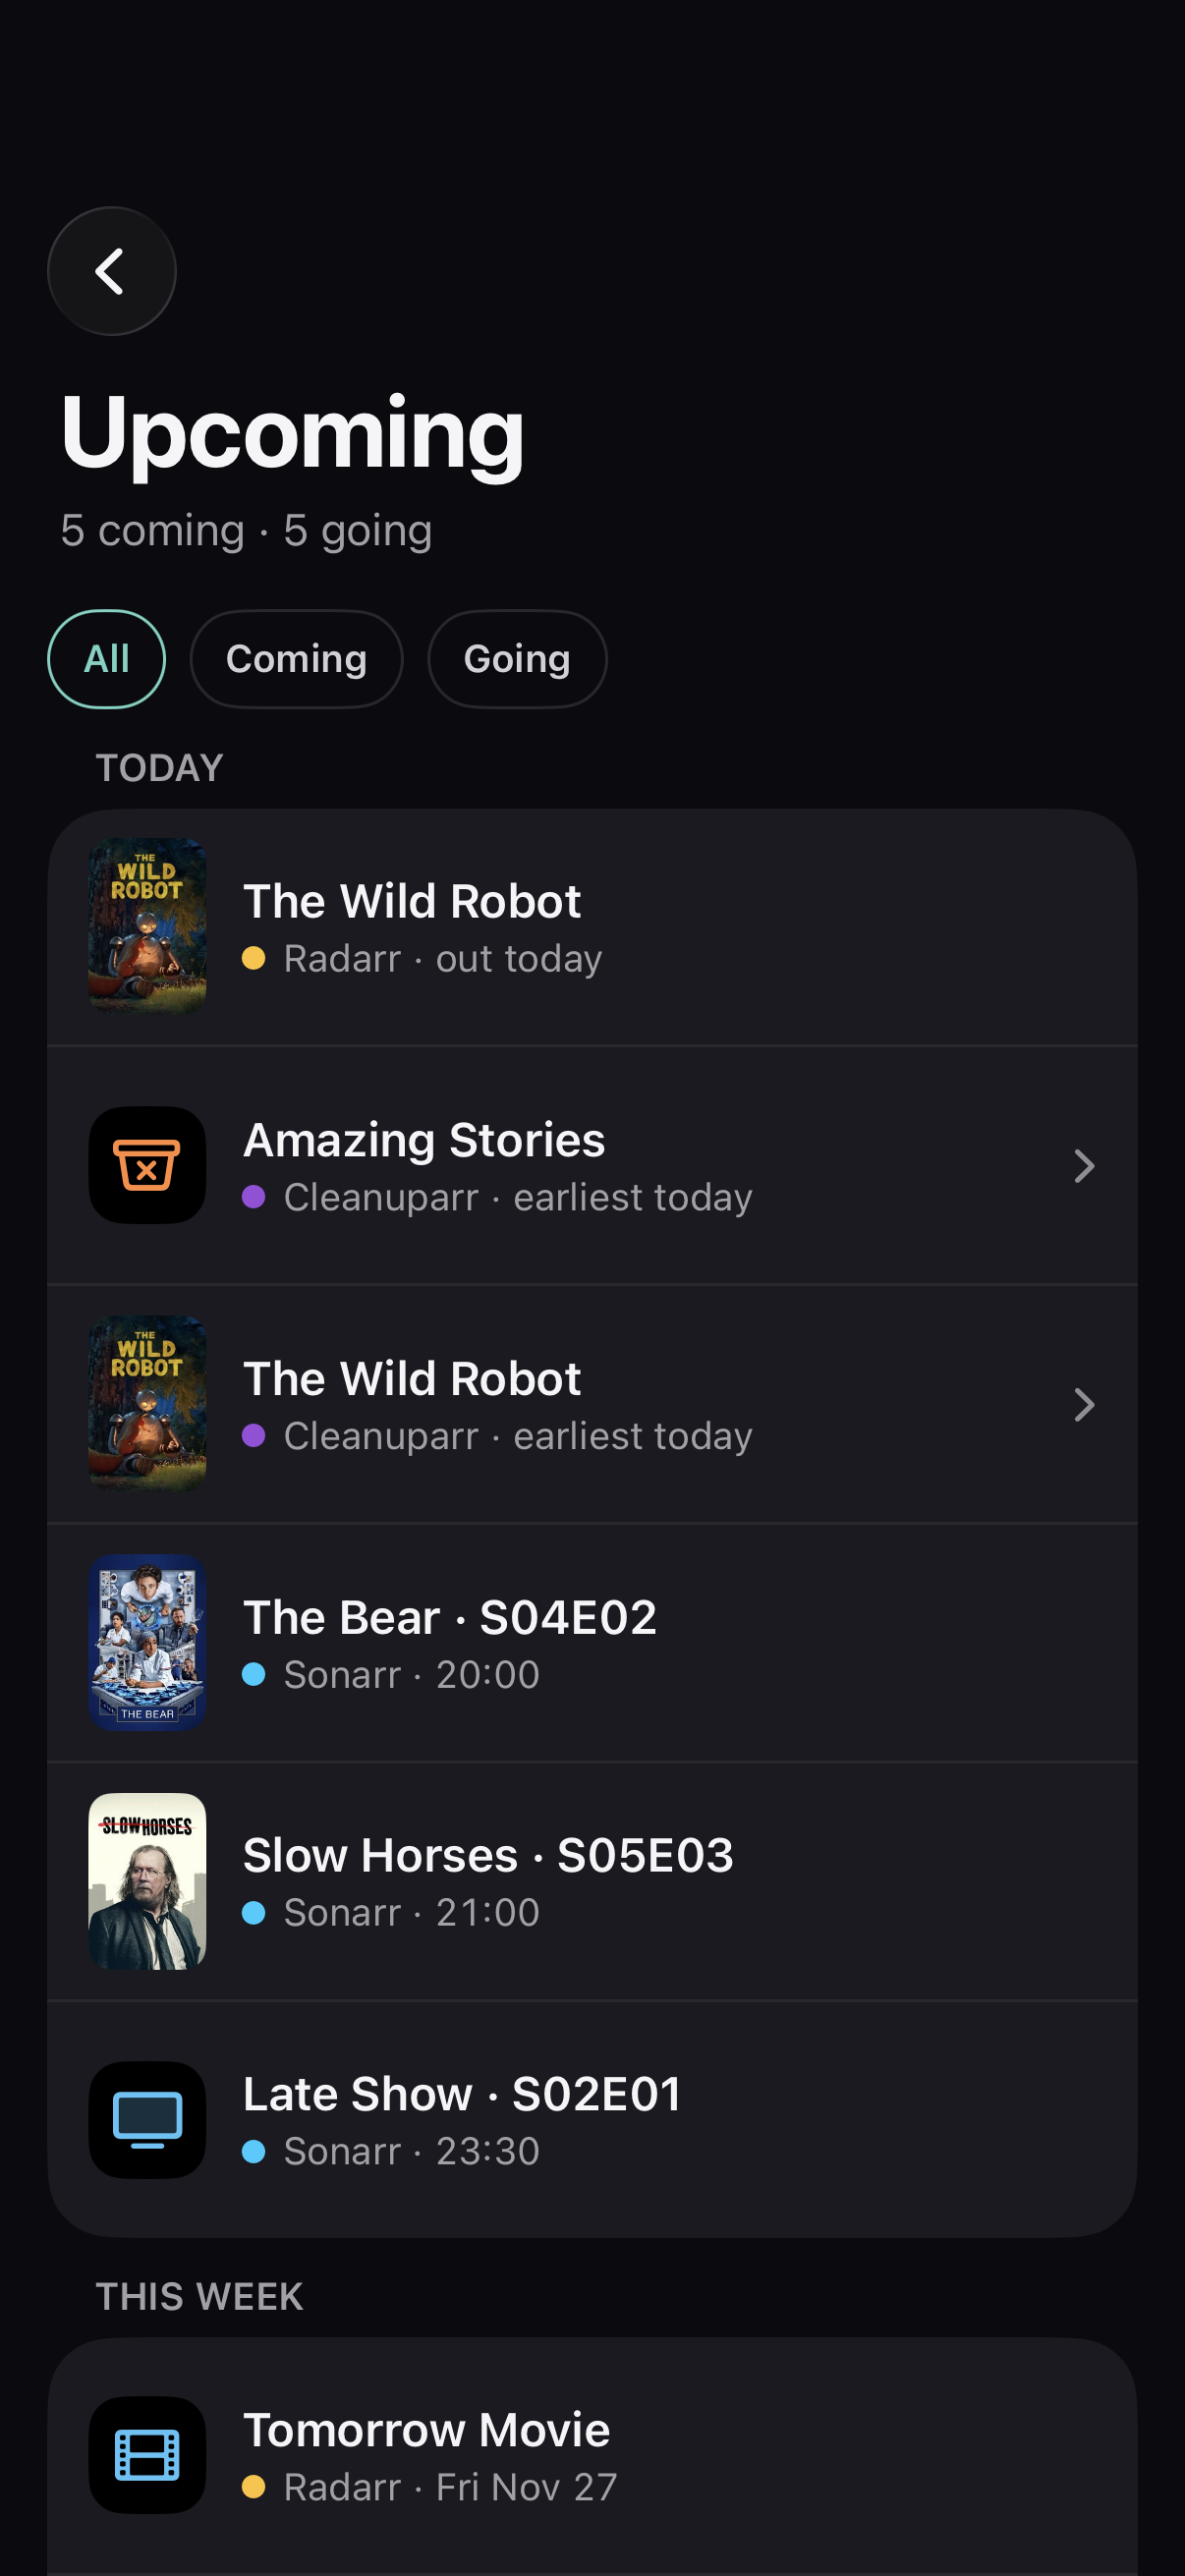 Upcoming
5 coming · 5 going
All
Coming
Going
TODAY
THE
WILD
ROBOT
The Wild Robot
Radarr · out today
Amazing Stories
Cleanuparr · earliest today
THE
WILD
ROBOT
The Wild Robot
Cleanuparr · earliest today
The Bear · S04E02
Sonarr · 20:00
THE BEAR
SLOW HORSES
Slow Horses · S05E03
Sonarr · 21:00
Late Show · S02E01
Sonarr · 23:30
THIS WEEK
Tomorrow Movie
Radarr · Fri Nov 27